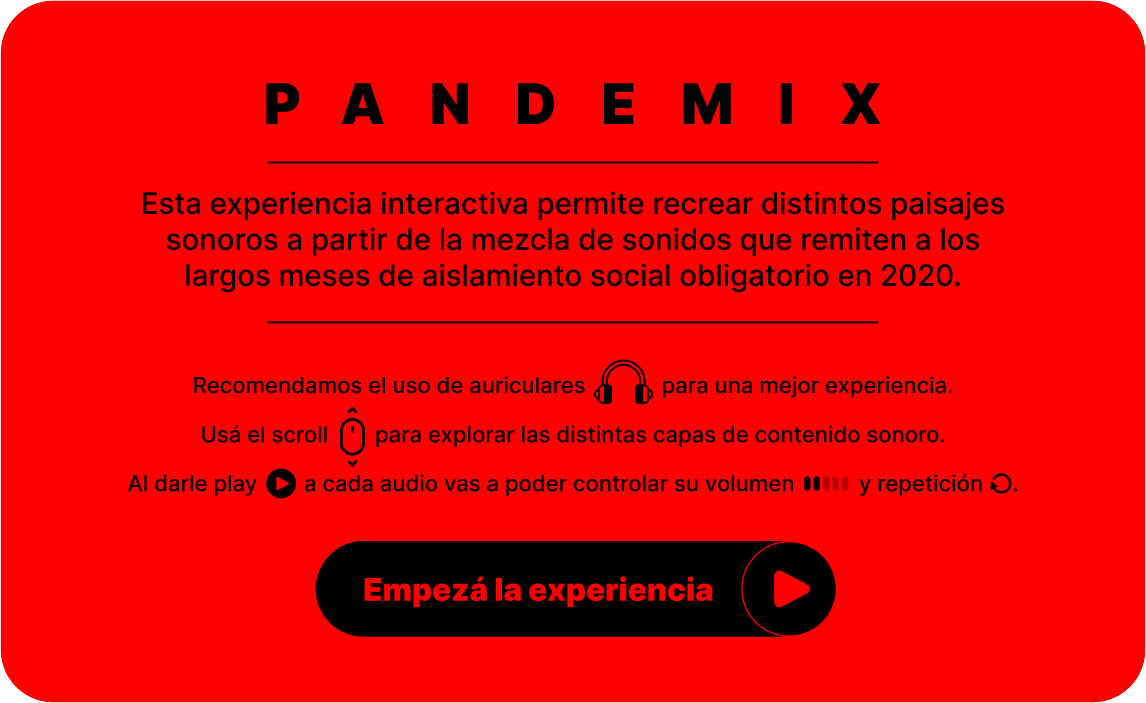 PANDEMIX
Esta experiencia interactiva permite recrear distintos paisajes
sonoros a partir de la mezcla de sonidos que remiten a los
largos meses de aislamiento social obligatorio en 2020.
Recomendamos el uso de auriculares para una mejor experiencia.
Usá el scroll para explorar las distintas capas de contenido sonoro.
Al darle play a cada audio vas a poder controlar su volumen y repetición .
Empezá la experiencia